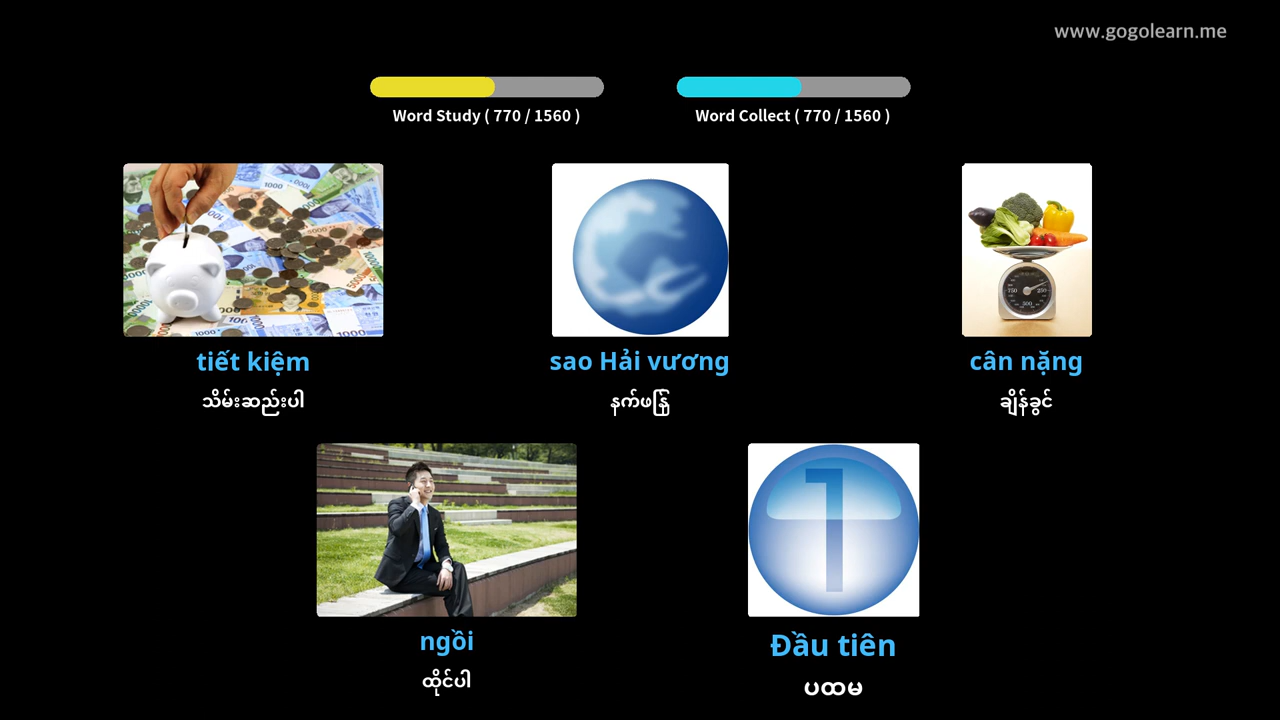 www.gogolearn.me
Word Study ( 770 / 1560 )
Word Collect ( 770 / 1560 )
tiết kiệm
သိမ်းဆည်းပါ
sao Hải vương
နက်ဖြွန်
cân nặng
ချိန်ခွင်
ngồi
ထိုင်ပါ
Đầu tiên
ပထမ